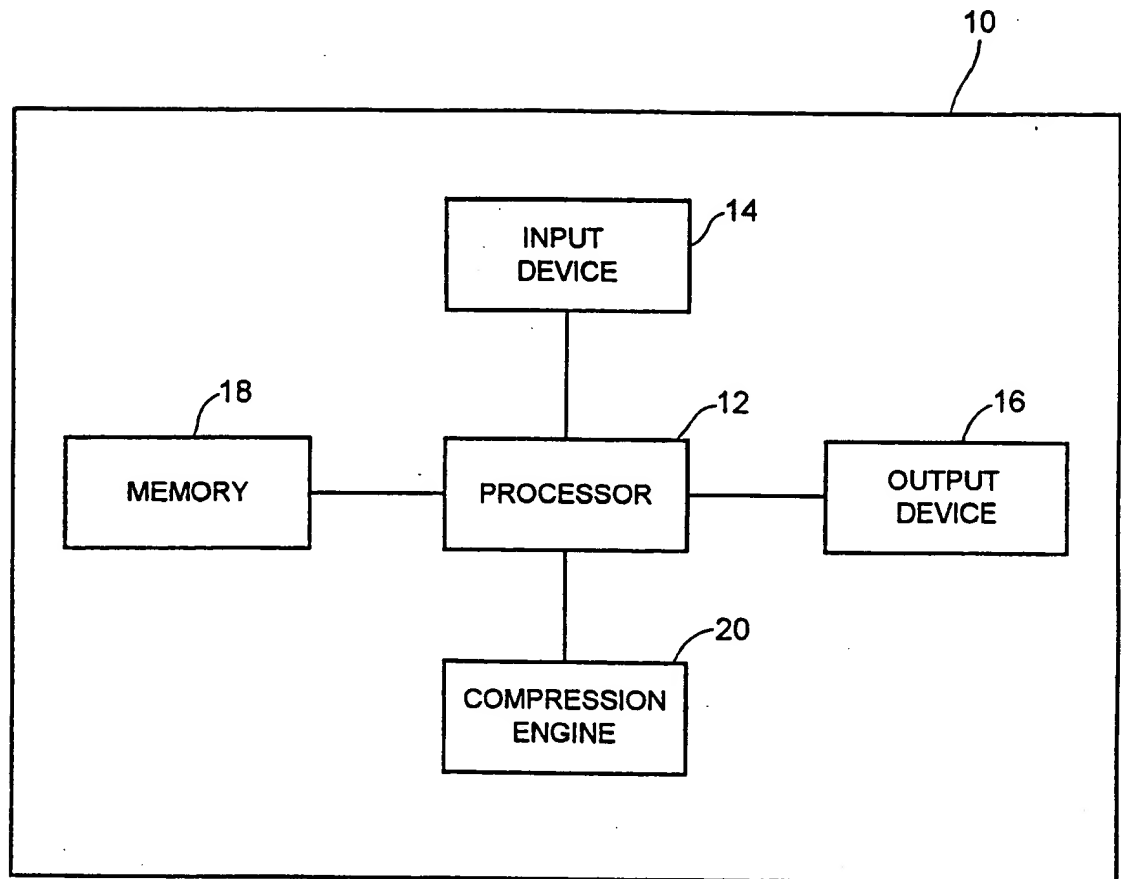 10
INPUT
DEVICE
14
18
MEMORY
12
PROCESSOR
16
OUTPUT
DEVICE
20
COMPRESSION
ENGINE